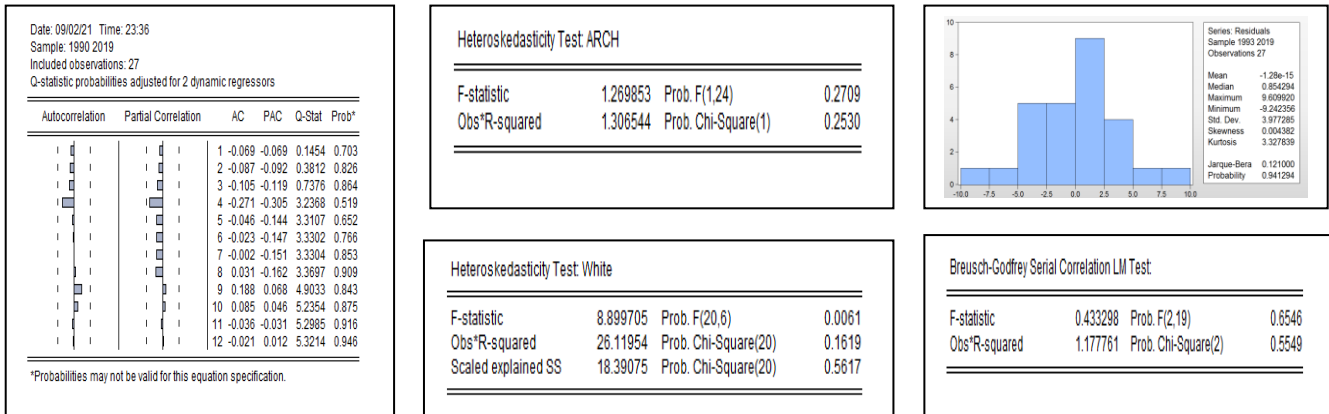 Date: 09/02/21 Time: 23:36
Sample: 1990 2019
Included observations: 27
Q-statistic probabilities adjusted for 2 dynamic regressors
Autocorrelation Partial Correlation AC PAC Q-Stat Prob*
1 -0.069 -0.069 0.1454 0.703
2 -0.087 -0.092 0.3812 0.826
3 -0.105 -0.119 0.7376 0.864
4 -0.271 -0.305 3.2368 0.519
5 -0.046 -0.144 3.3107 0.652
6 -0.023 -0.147 3.3302 0.766
7 -0.002 -0.151 3.3304 0.853
8 0.031 -0.162 3.3697 0.909
9 0.188 0.068 4.9033 0.843
10 0.085 0.046 5.2354 0.875
11 -0.036 -0.031 5.2985 0.916
12 -0.021 0.012 5.3214 0.946
*Probabilities may not be valid for this equation specification.
Heteroskedasticity Test: ARCH
F-statistic 1.269853 Prob. F(1,24) 0.2709
Obs*R-squared 1.306544 Prob. Chi-Square(1) 0.2530
10
8
6
4
2
0
-10.0 -7.5 -5.0 -2.5 0.0 2.5 5.0 7.5 10.0
Series: Residuals
Sample 1993 2019
Observations 27
Mean -1.28e-15
Median 0.854294
Maximum 9.609920
Minimum -9.242356
Std. Dev. 3.977285
Skewness 0.004382
Kurtosis 3.327839
Jarque-Bera 0.121000
Probability 0.941294
Heteroskedasticity Test: White
F-statistic 8.899705 Prob. F(20,6) 0.0061
Obs*R-squared 26.11954 Prob. Chi-Square(20) 0.1619
Scaled explained SS 18.39075 Prob. Chi-Square(20) 0.5617
Breusch-Godfrey Serial Correlation LM Test:
F-statistic 0.433298 Prob. F(2,19) 0.6546
Obs*R-squared 1.177761 Prob. Chi-Square(2) 0.5549